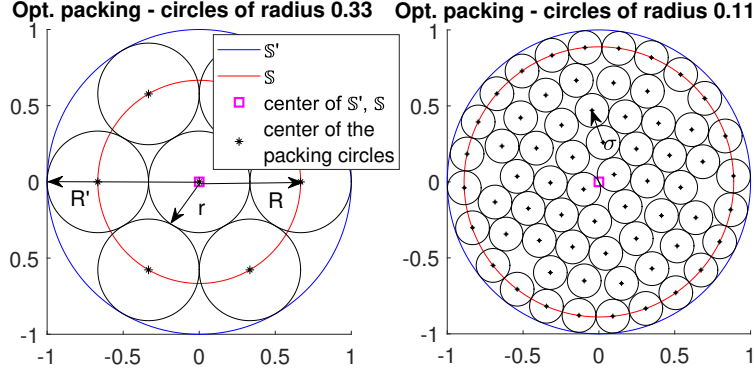 Opt. packing - circles of radius 0.33
𝕊'
𝕊
center of 𝕊', 𝕊
center of the
packing circles
R'
r
R
1
0.5
0
-0.5
-1
-1
-0.5
0
0.5
1
Opt. packing - circles of radius 0.11
σ
1
0.5
0
-0.5
-1
-1
-0.5
0
0.5
1